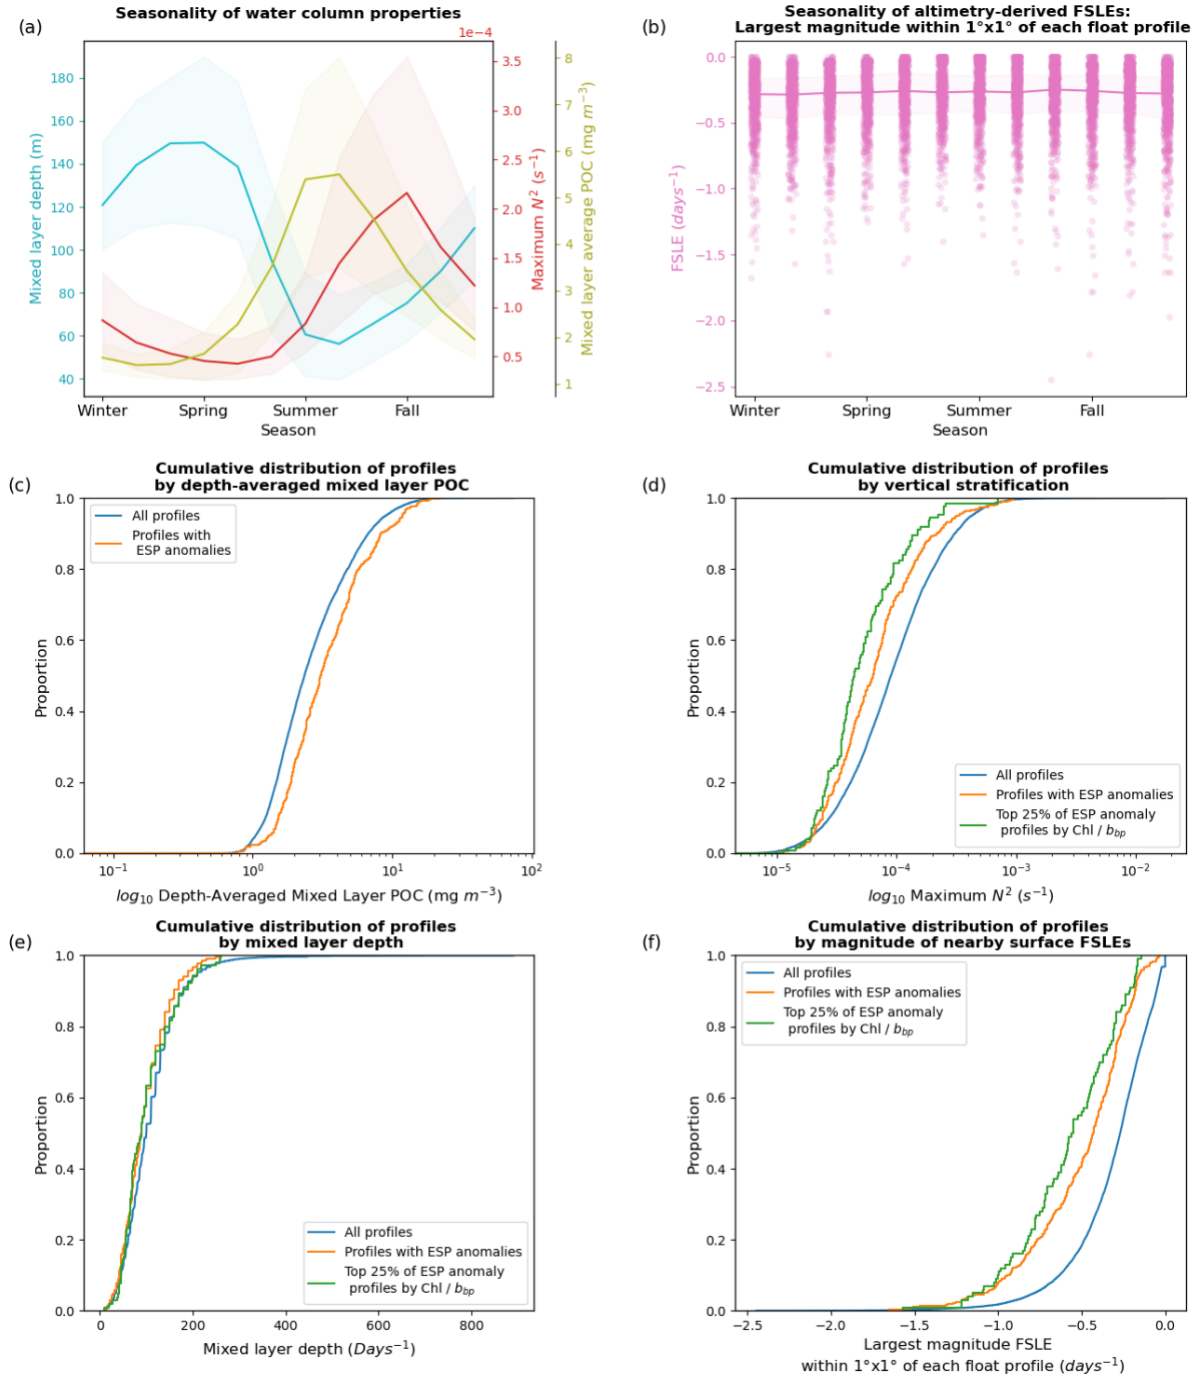 (a)
Seasonality of water column properties
1e−4
180
160
140
120
100
80
60
40
Mixed layer depth (m)
3.5
3.0
2.5
2.0
1.5
1.0
0.5
Maximum N² (s⁻¹)
8
7
6
5
4
3
2
1
Mixed layer average POC (mg m⁻³)
Winter Spring Summer Fall
Season
(b)
Seasonality of altimetry-derived FSLEs:
Largest magnitude within 1°x1° of each float profile
0.0
−0.5
−1.0
−1.5
−2.0
−2.5
FSLE (days⁻¹)
Winter Spring Summer Fall
Season
(c)
Cumulative distribution of profiles
by depth-averaged mixed layer POC
All profiles
Profiles with
ESP anomalies
1.0
0.8
0.6
0.4
0.2
0.0
Proportion
10⁻¹ 10⁰ 10¹ 10²
log₁₀ Depth-Averaged Mixed Layer POC (mg m⁻³)
(d)
Cumulative distribution of profiles
by vertical stratification
1.0
0.8
0.6
0.4
0.2
0.0
Proportion
All profiles
Profiles with ESP anomalies
Top 25% of ESP anomaly
profiles by Chl / b_bp
10⁻⁵ 10⁻⁴ 10⁻³ 10⁻²
log₁₀ Maximum N² (s⁻¹)
(e)
Cumulative distribution of profiles
by mixed layer depth
1.0
0.8
0.6
0.4
0.2
0.0
Proportion
All profiles
Profiles with ESP anomalies
Top 25% of ESP anomaly
profiles by Chl / b_bp
0 200 400 600 800
Mixed layer depth (Days⁻¹)
(f)
Cumulative distribution of profiles
by magnitude of nearby surface FSLEs
All profiles
Profiles with ESP anomalies
Top 25% of ESP anomaly
profiles by Chl / b_bp
1.0
0.8
0.6
0.4
0.2
0.0
Proportion
−2.5 −2.0 −1.5 −1.0 −0.5 0.0
Largest magnitude FSLE
within 1°x1° of each float profile (days⁻¹)